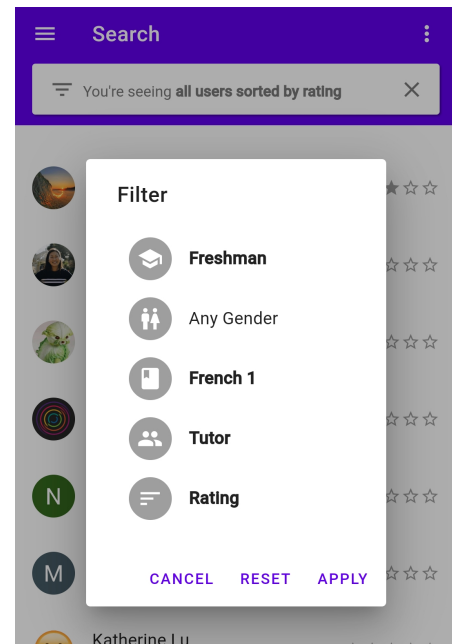 Search
You're seeing all users sorted by rating
Filter
Freshman
Any Gender
French 1
Tutor
N
Rating
M
CANCEL RESET APPLY
Katherine Lu